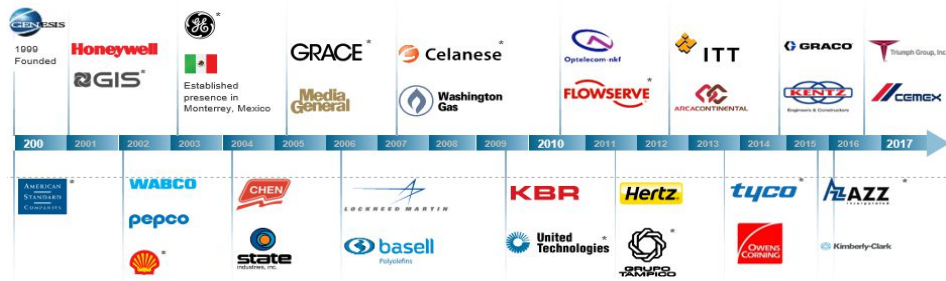 GENESIS
1999
Founded
Honeywell
GIS*
GE*
Established
presence in
Monterrey, Mexico
GRACE*
Media
General
Celanese*
Washington
Gas
Optelecom-nkf
FLOWSERVE*
ITT
ARCACONTINENTAL
GRACO
KENTZ
Engineers & Constructors
Triumph Group, Inc
CEMEX
200 2001 2002 2003 2004 2005 2006 2007 2008 2009 2010 2011 2012 2013 2014 2015 2016 2017
AMERICAN
STANDARD
COMPANIES
*
WABCO
pepco
*
CHEN
state
industries, inc.
LOCKHEED MARTIN
basell
Polyolefins
KBR
United
Technologies*
Hertz
*
GRUPO
TAMPICO
tyco*
OWENS
CORNING
AZZ*
incorporated
Kimberly-Clark